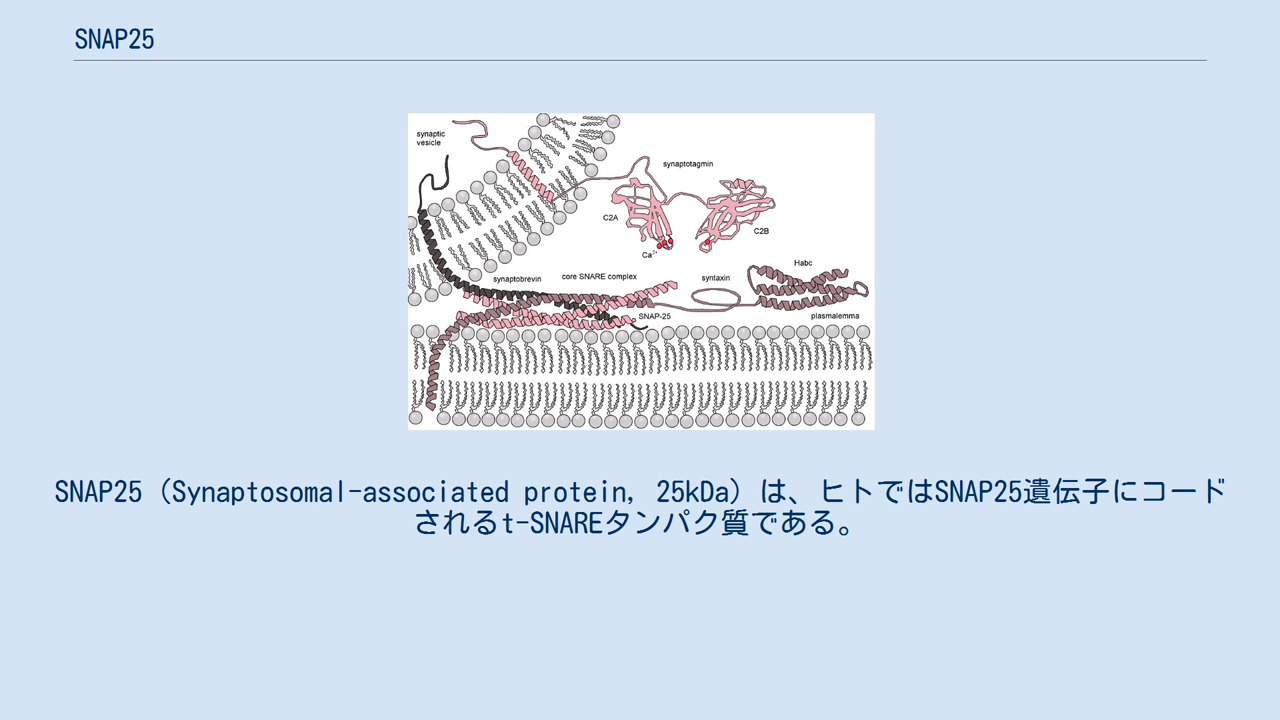 SNAP25
synaptic
vesicle
synaptotagmin
C2A
C2B
Ca²⁺
Habc
synaptobrevin
core SNARE complex
syntaxin
SNAP-25
plasmalemma
SNAP25（Synaptosomal-associated protein, 25kDa）は、ヒトではSNAP25遺伝子にコード
されるt-SNAREタンパク質である。